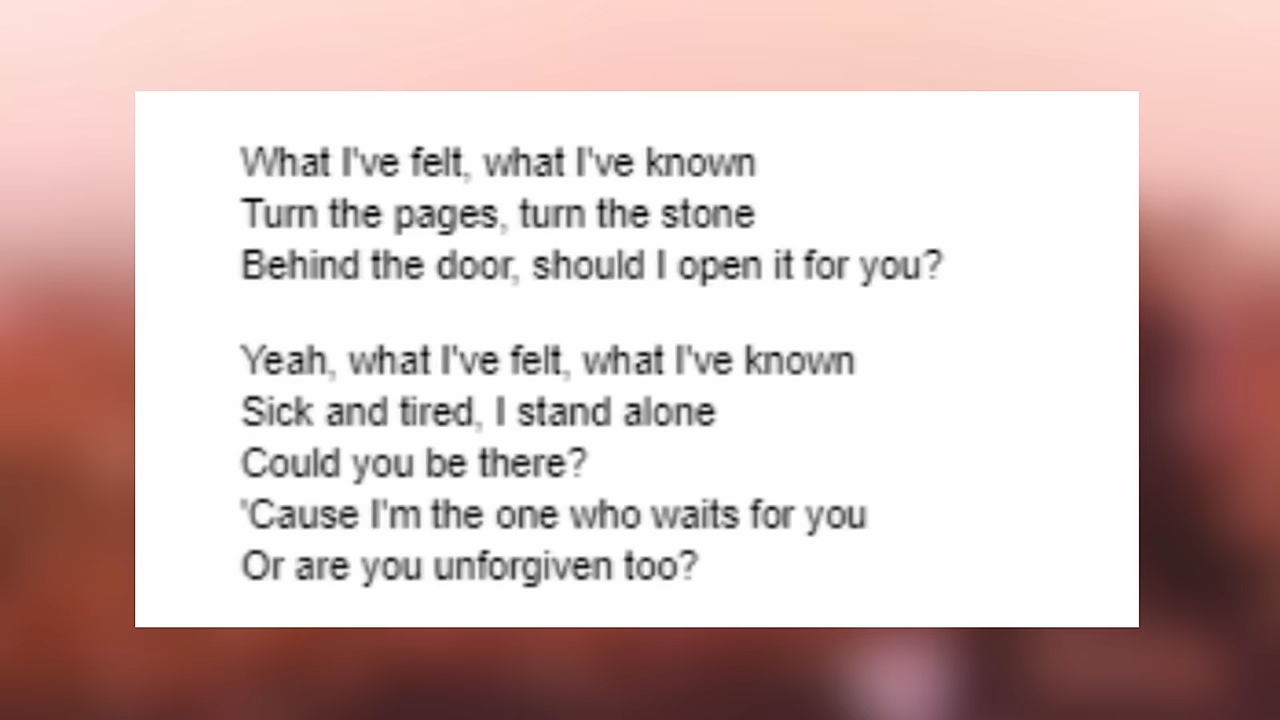 What I've felt, what I've known
Turn the pages, turn the stone
Behind the door, should I open it for you?
Yeah, what I've felt, what I've known
Sick and tired, I stand alone
Could you be there?
'Cause I'm the one who waits for you
Or are you unforgiven too?